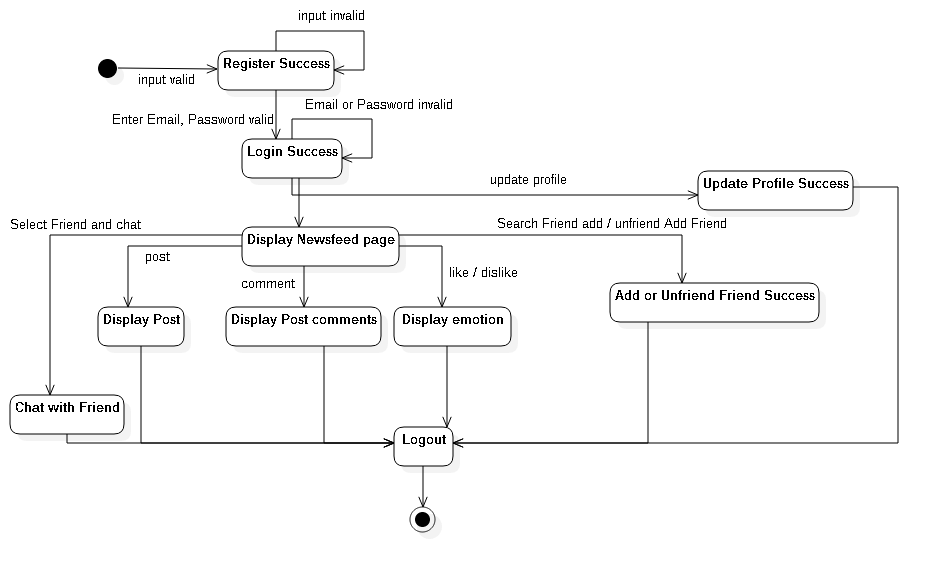 input invalid
Register Success
input valid
Email or Password invalid
Enter Email, Password valid
Login Success
update profile
Update Profile Success
Select Friend and chat
Search Friend add / unfriend Add Friend
Display Newsfeed page
post
like / dislike
comment
Add or Unfriend Friend Success
Display Post
Display Post comments
Display emotion
Chat with Friend
Logout